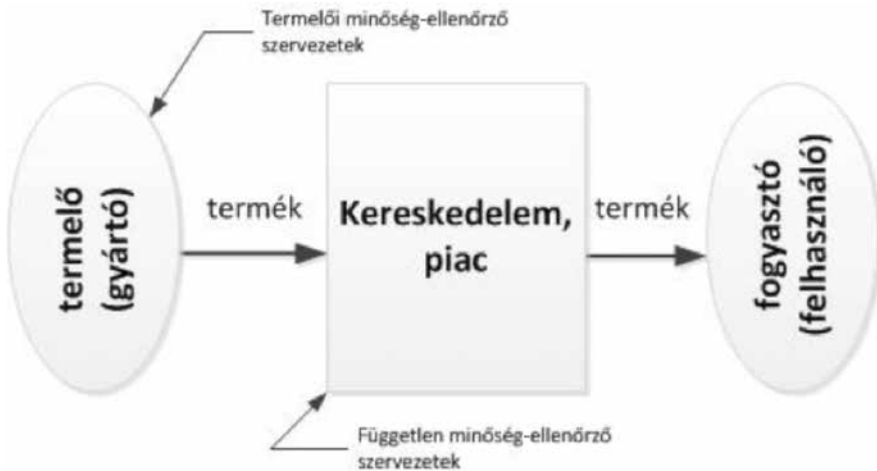 Termelői minőség-ellenőrző
szervezetek
termelő
(gyártó)
termék
Kereskedelem,
piac
termék
fogyasztó
(felhasználó)
Független minőség-ellenőrző
szervezetek